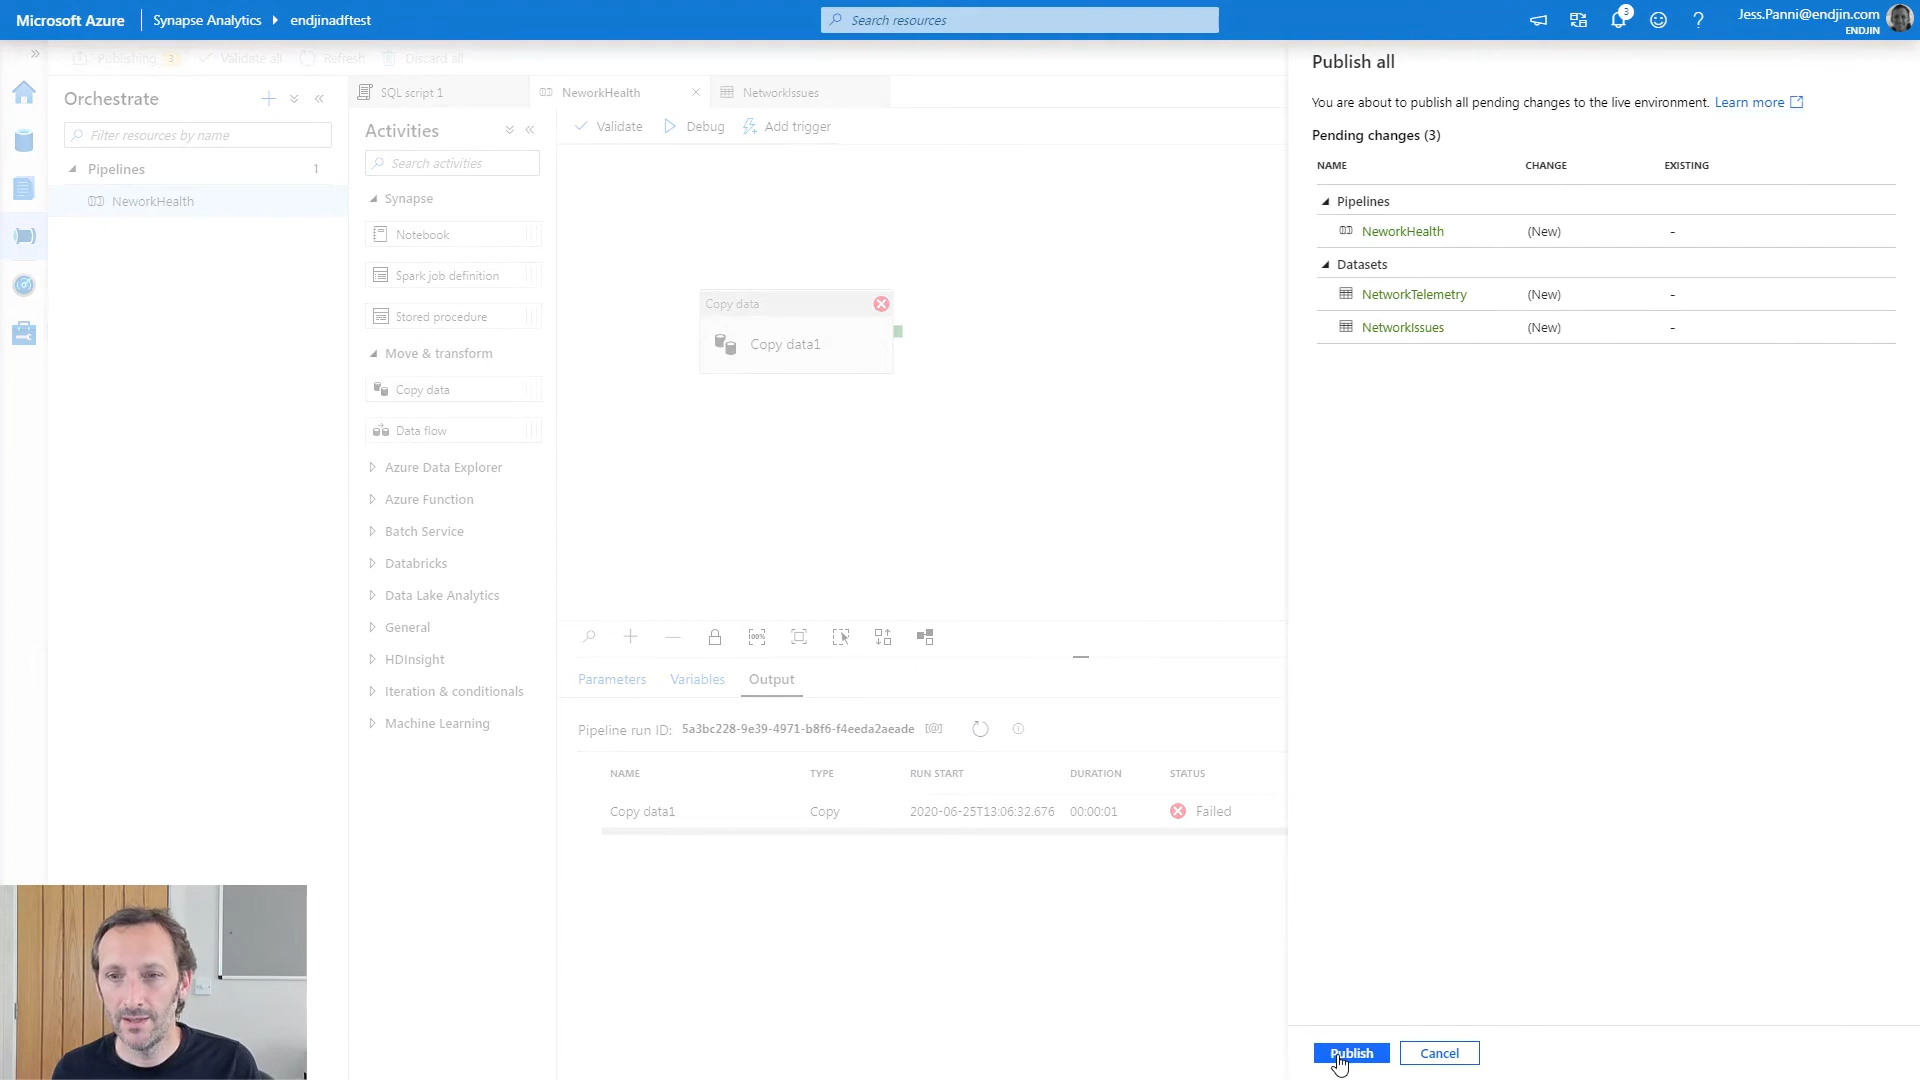 Microsoft Azure
Synapse Analytics
endjinadftest
Search resources
3
Jess.Panni@endjin.com
ENDJIN
Publishing
3
Validate all
Refresh
Discard all
Orchestrate
Filter resources by name
Pipelines
1
NeworkHealth
SQL script 1
NeworkHealth
NetworkIssues
Activities
Search activities
Synapse
Notebook
Spark job definition
Stored procedure
Move & transform
Copy data
Data flow
Azure Data Explorer
Azure Function
Batch Service
Databricks
Data Lake Analytics
General
HDInsight
Iteration & conditionals
Machine Learning
Validate
Debug
Add trigger
Copy data
Copy data1
100%
Parameters
Variables
Output
Pipeline run ID: 5a3bc228-9e39-4971-b8f6-f4eeda2aeade
NAME TYPE RUN START DURATION STATUS
Copy data1 Copy 2020-06-25T13:06:32.676 00:00:01 Failed
Publish all
You are about to publish all pending changes to the live environment. Learn more
Pending changes (3)
NAME CHANGE EXISTING
Pipelines
NeworkHealth (New) -
Datasets
NetworkTelemetry (New) -
NetworkIssues (New) -
Publish
Cancel